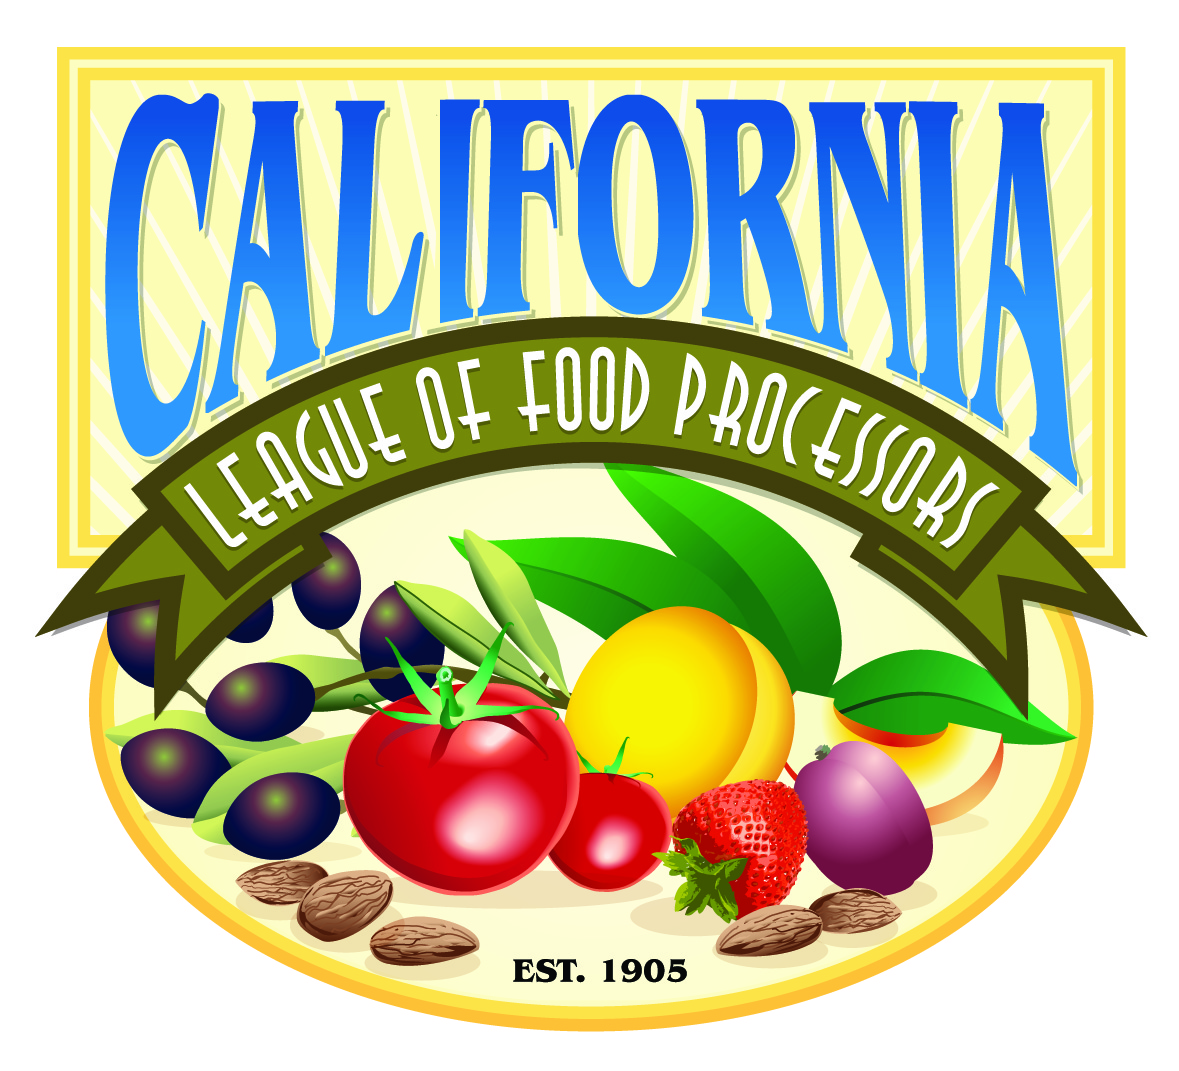 CALIFORNIA
LEAGUE OF FOOD PROCESSORS
EST. 1905